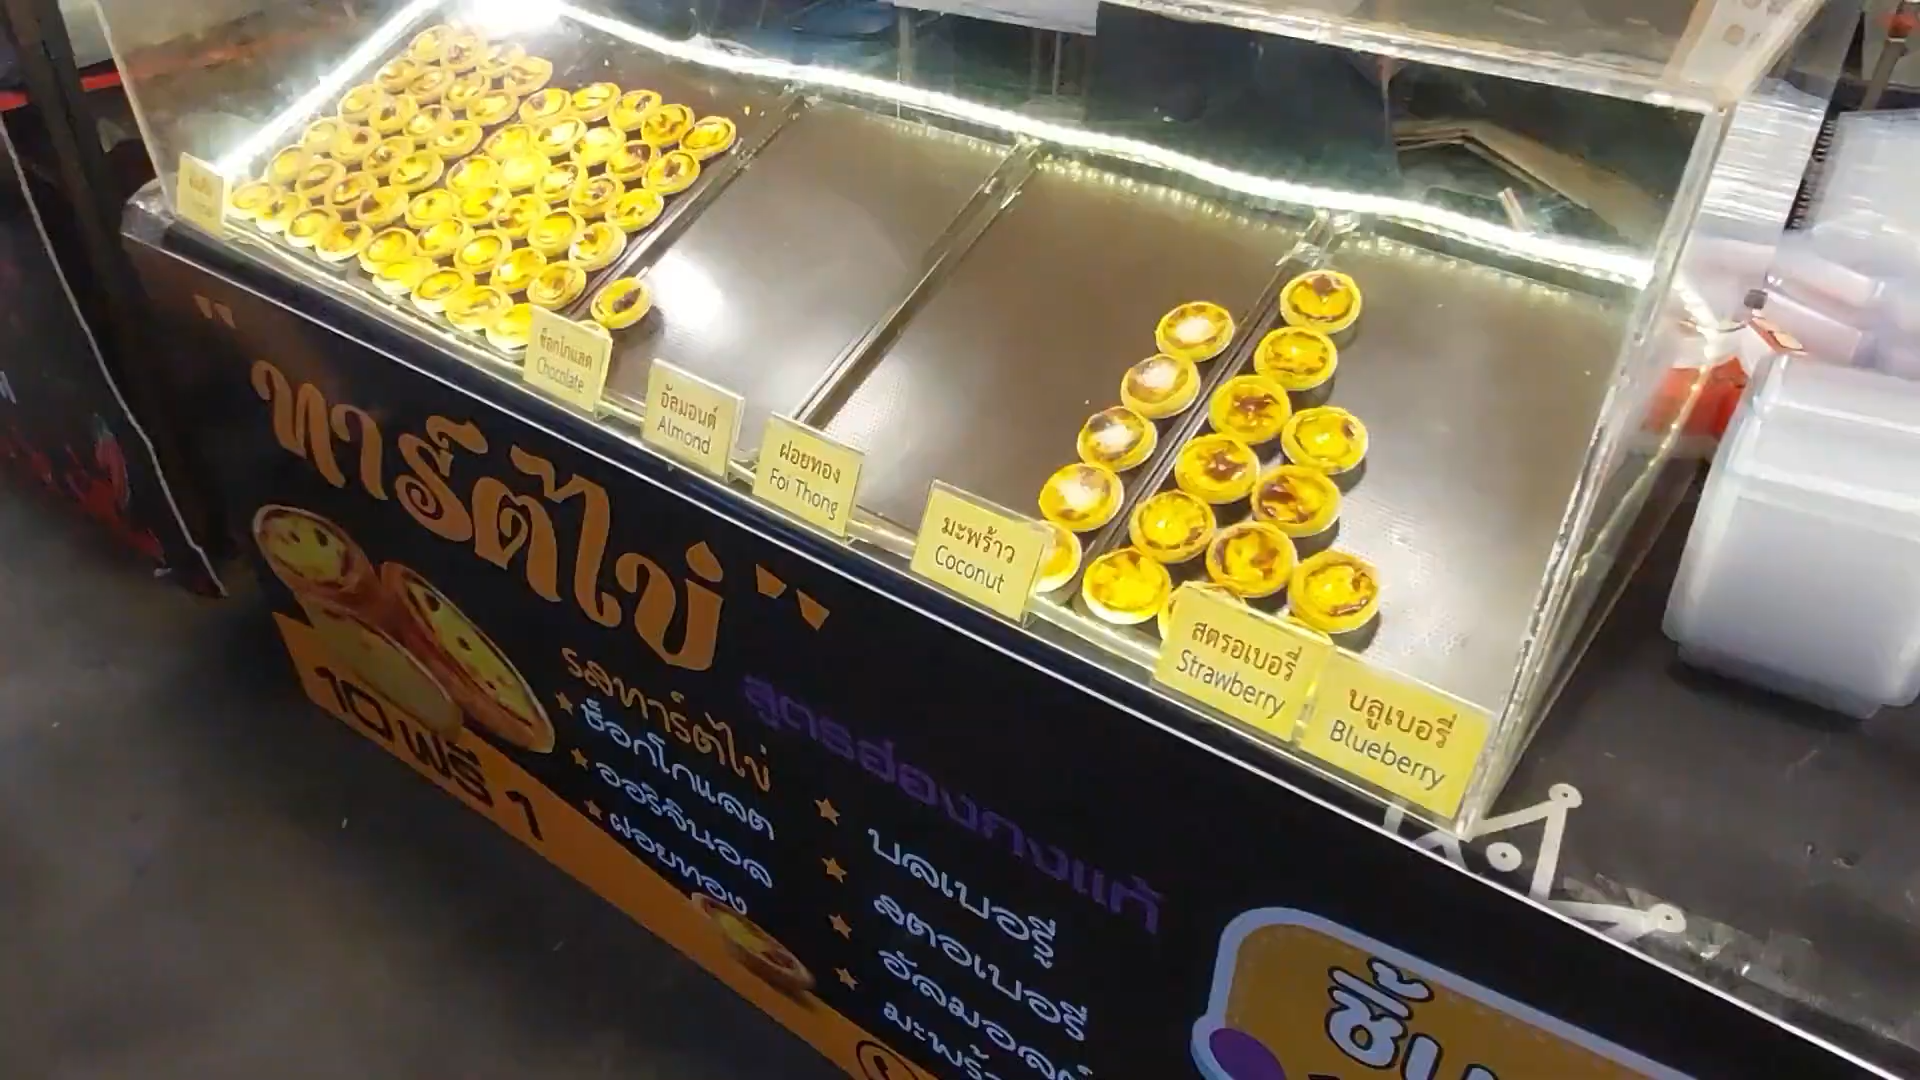 ช็อกโกแลต
Chocolate
อัลมอนด์
Almond
ฝอยทอง
Foi Thong
มะพร้าว
Coconut
สตรอเบอรี่
Strawberry
บลูเบอรี่
Blueberry
" ทาร์ตไข่ "
สูตรฮ่องกงแท้
10 ฟรี 1
รสทาร์ตไข่
ช็อกโกแลต
ออริจินอล
ฝอยทอง
บลูเบอรี่
สตอเบอรี่
อัลมอลต์